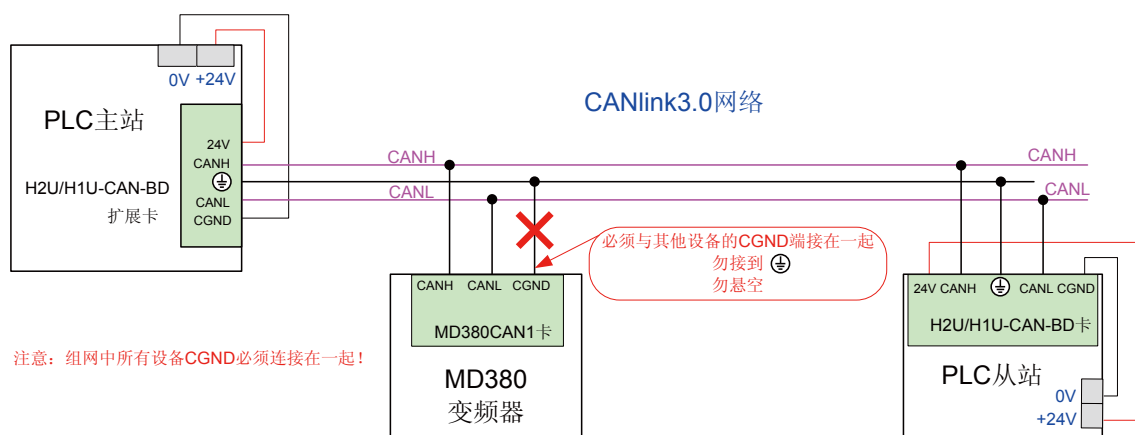 0V +24V
PLC主站
24V
CANH
CANL
CGND
H2U/H1U-CAN-BD
扩展卡
CANlink3.0网络
CANH
CANL
CANH
CANL
必须与其他设备的CGND端接在一起
勿接到
勿悬空
CANH CANL CGND
MD380CAN1卡
MD380
变频器
24V CANH CANL CGND
H2U/H1U-CAN-BD卡
PLC从站
0V
+24V
注意：组网中所有设备CGND必须连接在一起！